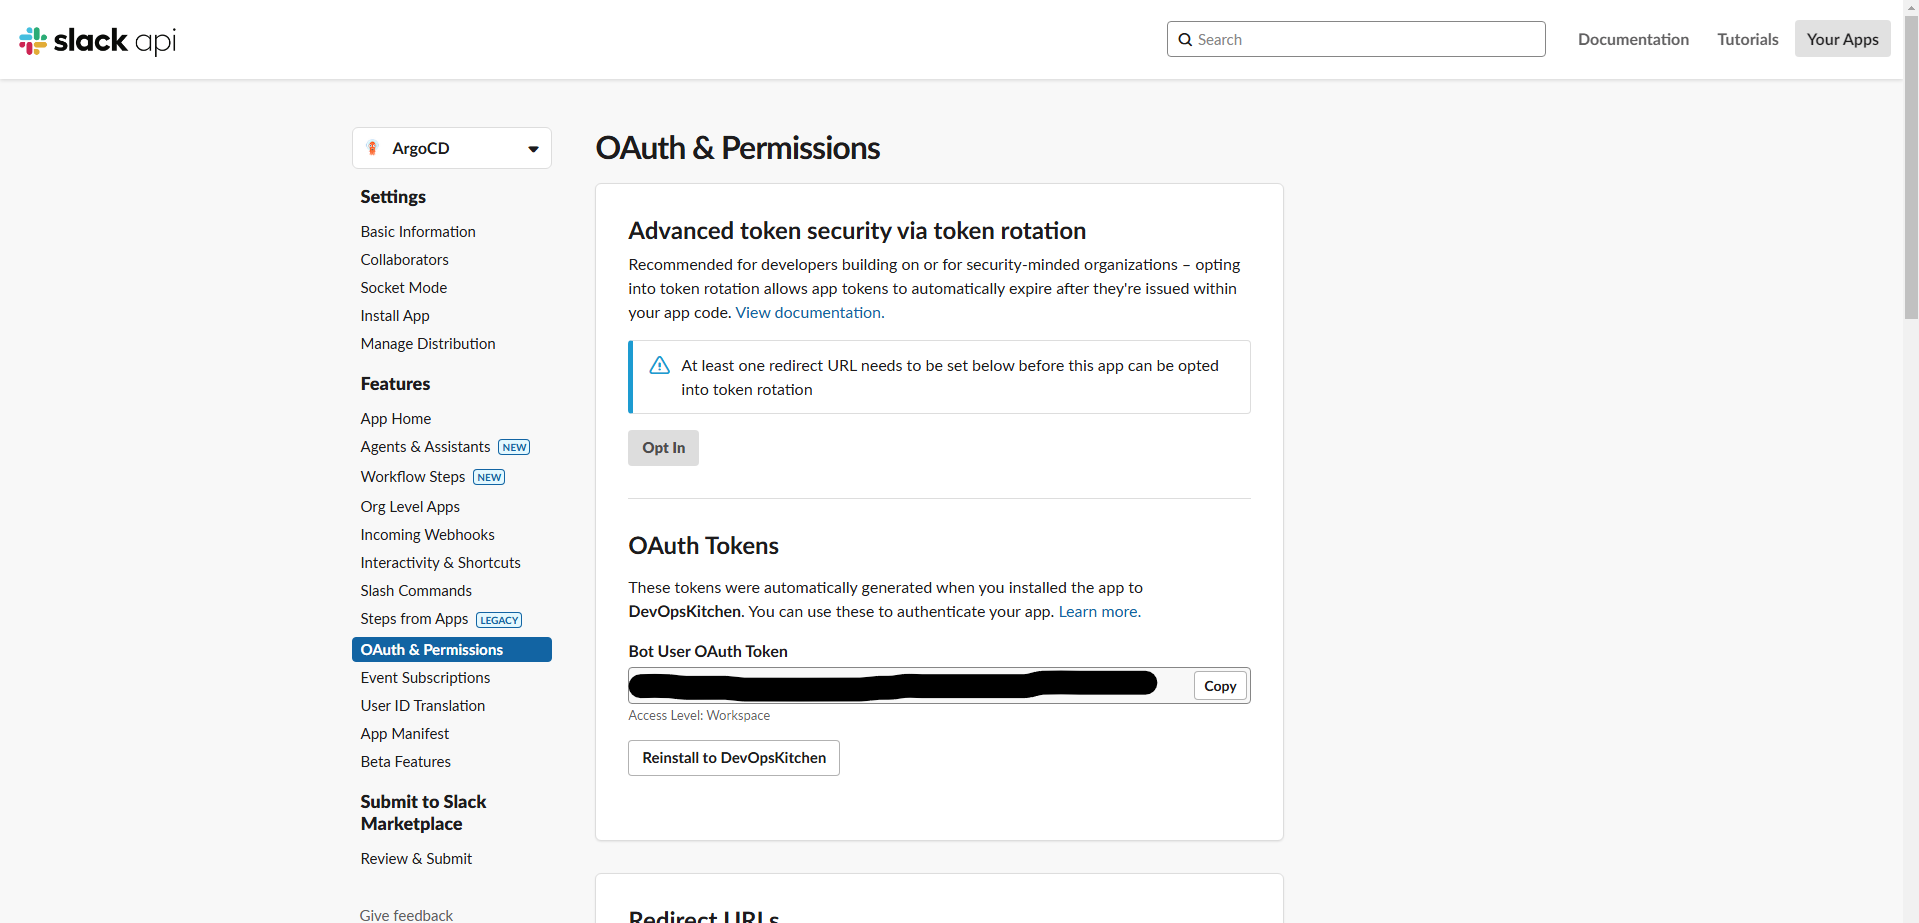 slack api
Search
Documentation
Tutorials
Your Apps
ArgoCD
Settings
Basic Information
Collaborators
Socket Mode
Install App
Manage Distribution
Features
App Home
Agents & Assistants NEW
Workflow Steps NEW
Org Level Apps
Incoming Webhooks
Interactivity & Shortcuts
Slash Commands
Steps from Apps LEGACY
OAuth & Permissions
Event Subscriptions
User ID Translation
App Manifest
Beta Features
Submit to Slack
Marketplace
Review & Submit
Give feedback
OAuth & Permissions
Advanced token security via token rotation
Recommended for developers building on or for security-minded organizations – opting
into token rotation allows app tokens to automatically expire after they're issued within
your app code. View documentation.
At least one redirect URL needs to be set below before this app can be opted
into token rotation
Opt In
OAuth Tokens
These tokens were automatically generated when you installed the app to
DevOpsKitchen. You can use these to authenticate your app. Learn more.
Bot User OAuth Token
Copy
Access Level: Workspace
Reinstall to DevOpsKitchen
Redirect URLs